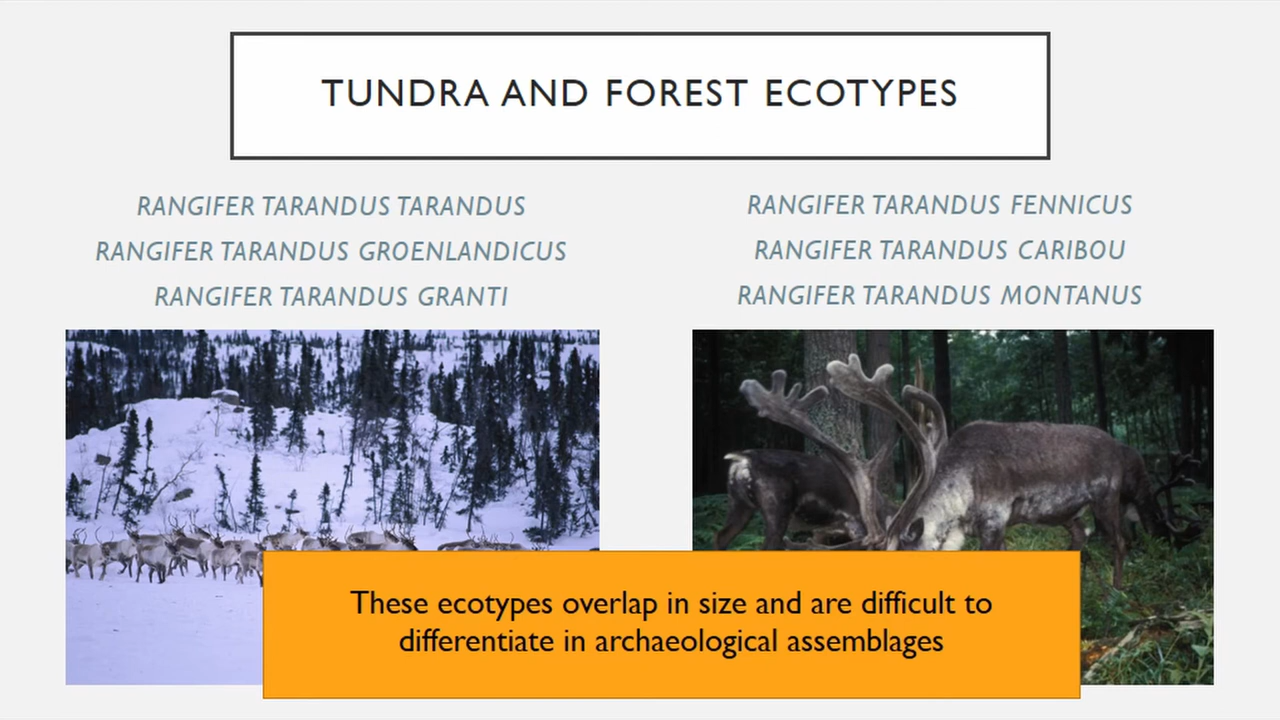 TUNDRA AND FOREST ECOTYPES
RANGIFER TARANDUS TARANDUS
RANGIFER TARANDUS GROENLANDICUS
RANGIFER TARANDUS GRANTI
RANGIFER TARANDUS FENNICUS
RANGIFER TARANDUS CARIBOU
RANGIFER TARANDUS MONTANUS
These ecotypes overlap in size and are difficult to
differentiate in archaeological assemblages